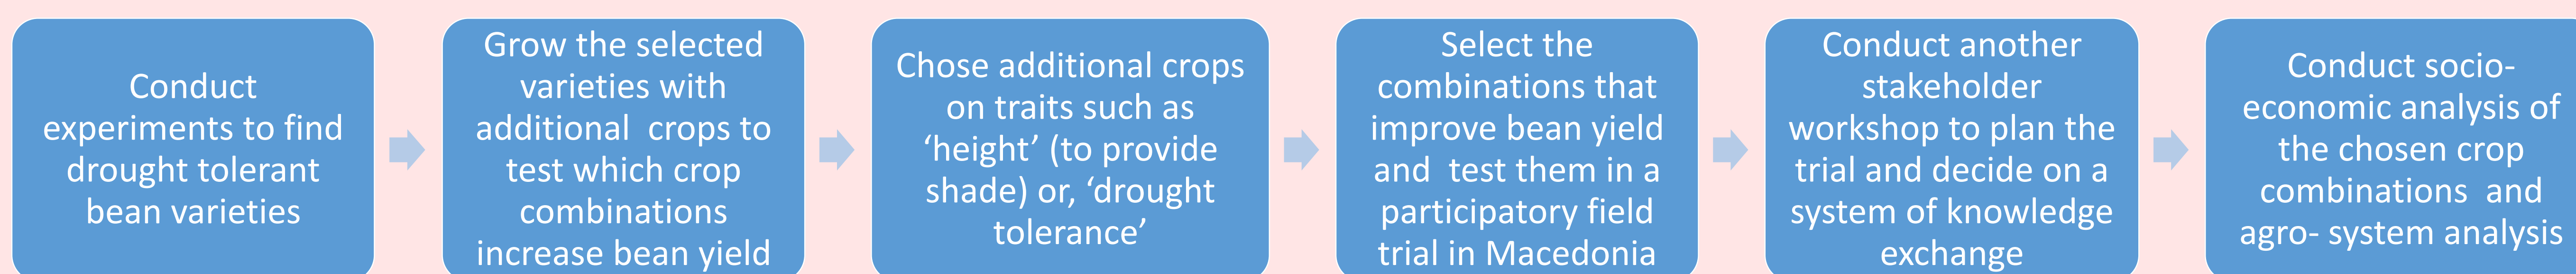 Conduct
experiments to find
drought tolerant
bean varieties
Grow the selected
varieties with
additional crops to
test which crop
combinations
increase bean yield
Chose additional crops
on traits such as
‘height’ (to provide
shade) or, ‘drought
tolerance’
Select the
combinations that
improve bean yield
and test them in a
participatory field
trial in Macedonia
Conduct another
stakeholder
workshop to plan the
trial and decide on a
system of knowledge
exchange
Conduct socio-
economic analysis of
the chosen crop
combinations and
agro- system analysis